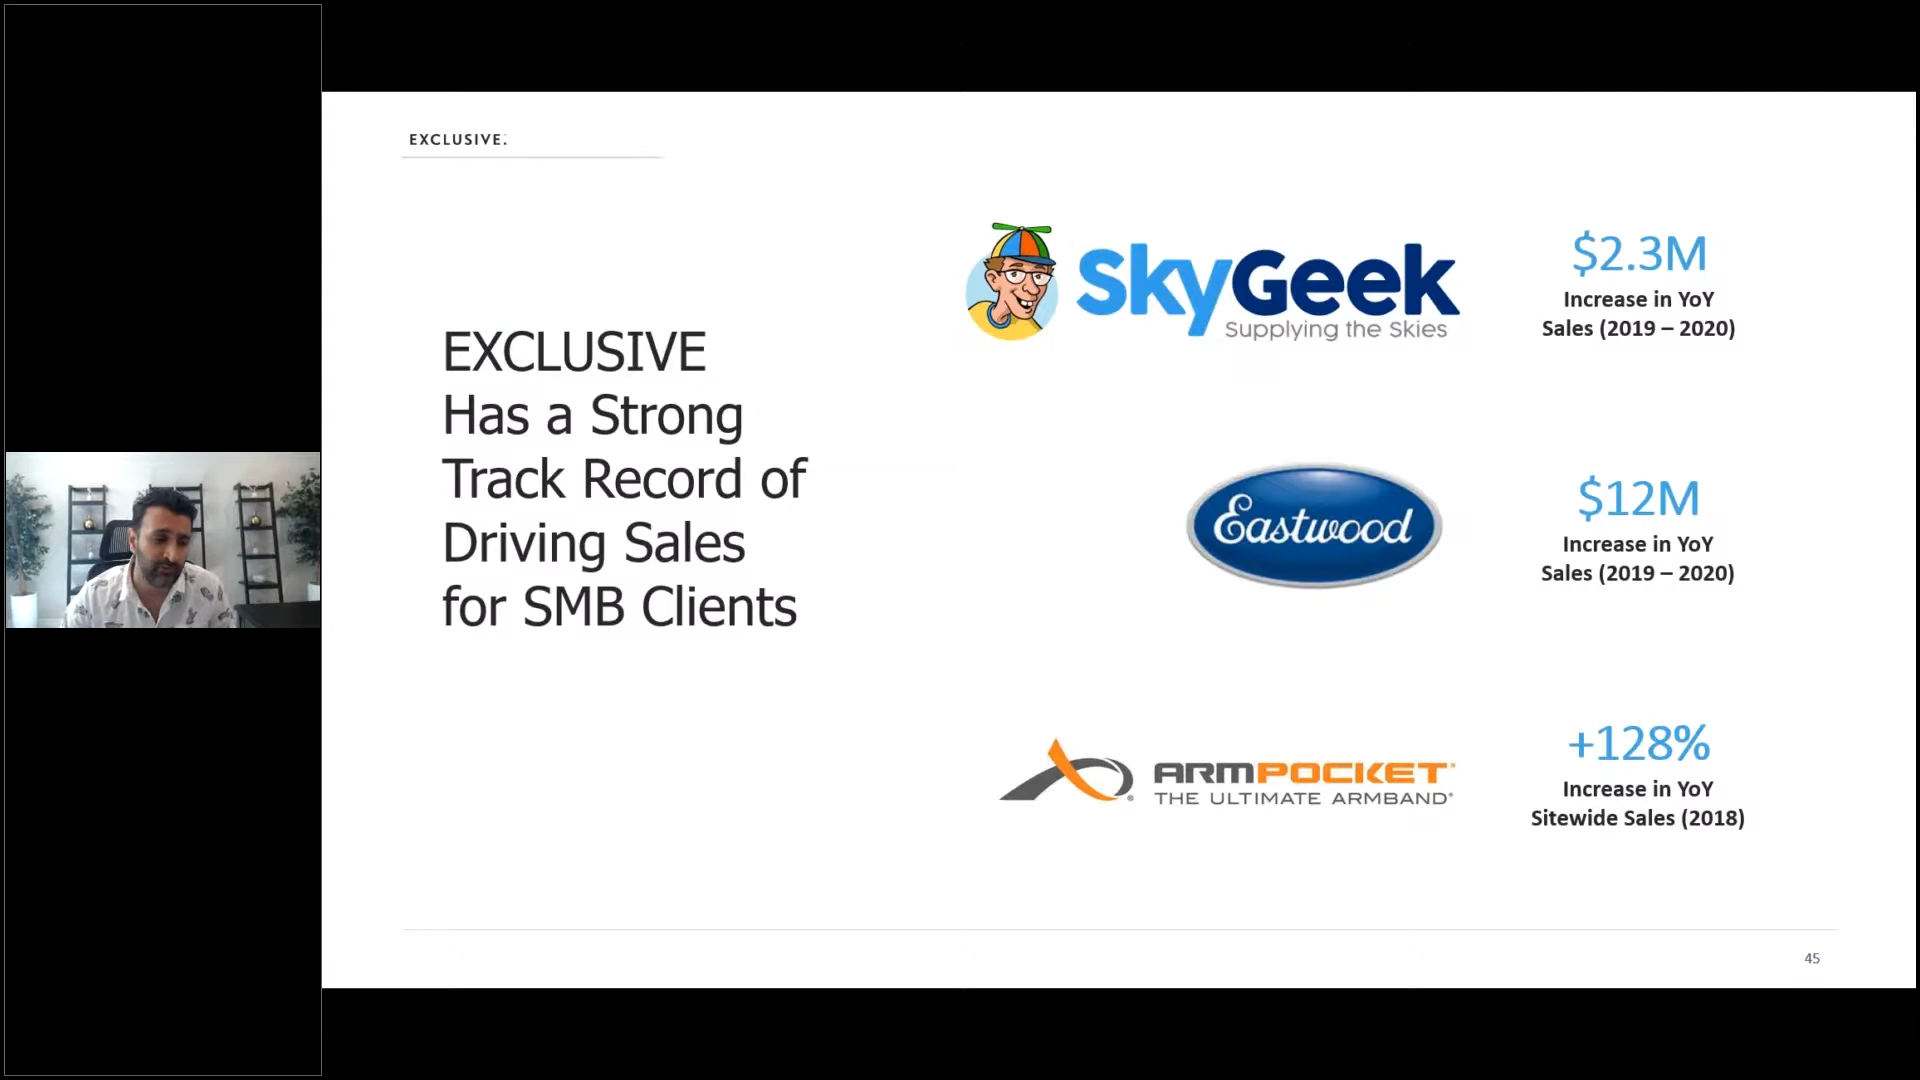 EXCLUSIVE.
EXCLUSIVE
Has a Strong
Track Record of
Driving Sales
for SMB Clients
SkyGeek
Supplying the Skies
$2.3M
Increase in YoY
Sales (2019 – 2020)
Eastwood
$12M
Increase in YoY
Sales (2019 – 2020)
ARMPOCKET®
THE ULTIMATE ARMBAND®
+128%
Increase in YoY
Sitewide Sales (2018)
45